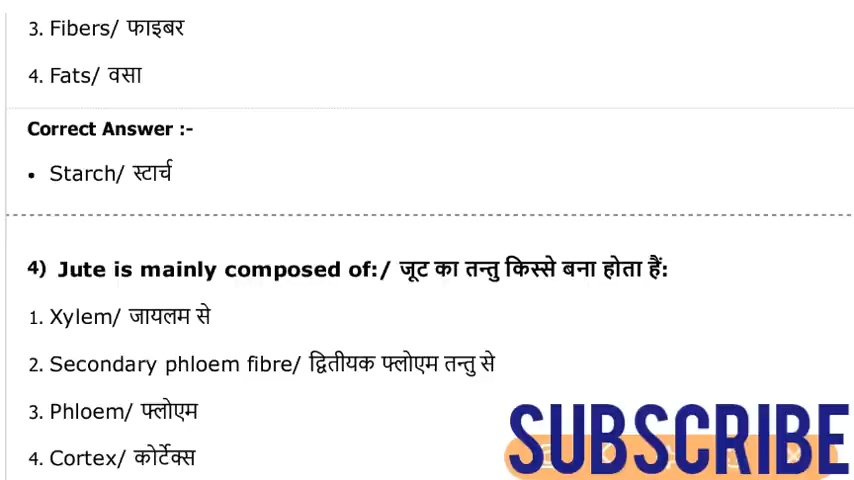 3. Fibers/ फाइबर
4. Fats/ वसा
Correct Answer :-
• Starch/ स्टार्च
4) Jute is mainly composed of:/ जूट का तन्तु किस्से बना होता हैं:
1. Xylem/ जायलम से
2. Secondary phloem fibre/ द्वितीयक फ्लोएम तन्तु से
3. Phloem/ फ्लोएम
4. Cortex/ कोर्टेक्स
SUBSCRIBE